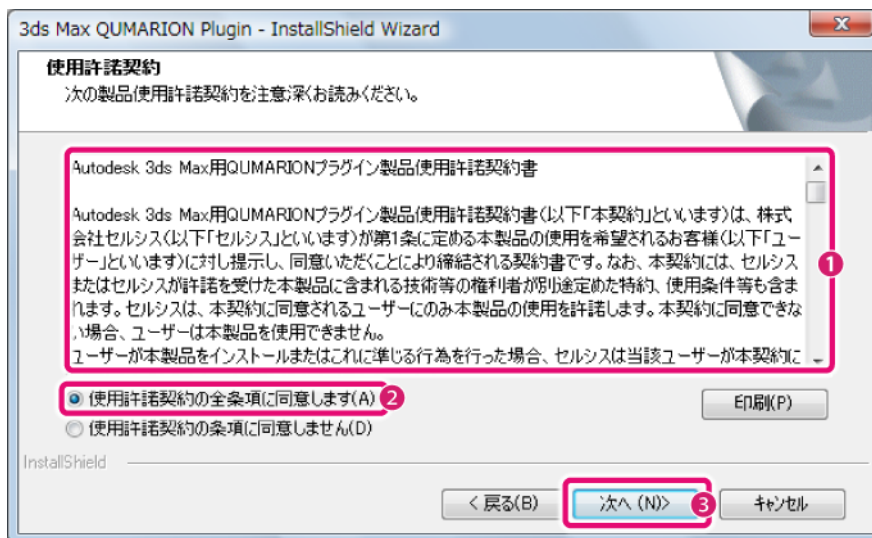 3ds Max QUMARION Plugin - InstallShield Wizard
使用許諾契約
次の製品使用許諾契約を注意深くお読みください。
Autodesk 3ds Max用QUMARIONプラグイン製品使用許諾契約書
Autodesk 3ds Max用QUMARIONプラグイン製品使用許諾契約書(以下「本契約」といいます)は、株式
会社セルシス(以下「セルシス」といいます)が第1条に定める本製品の使用を希望されるお客様(以下「ユー
ザー」といいます)に対し提示し、同意いただくことにより締結される契約書です。なお、本契約には、セルシス
またはセルシスが許諾を受けた本製品に含まれる技術等の権利者が別途定めた特約、使用条件等も含ま
れます。セルシスは、本契約に同意されるユーザーにのみ本製品の使用を許諾します。本契約に同意できな
い場合、ユーザーは本製品を使用できません。
ユーザーが本製品をインストールまたはこれに準じる行為を行った場合、セルシスは当該ユーザーが本契約に
1
使用許諾契約の全条項に同意します(A) 2
印刷(P)
使用許諾契約の条項に同意しません(D)
InstallShield
< 戻る(B)
次へ (N)> 3
キャンセル